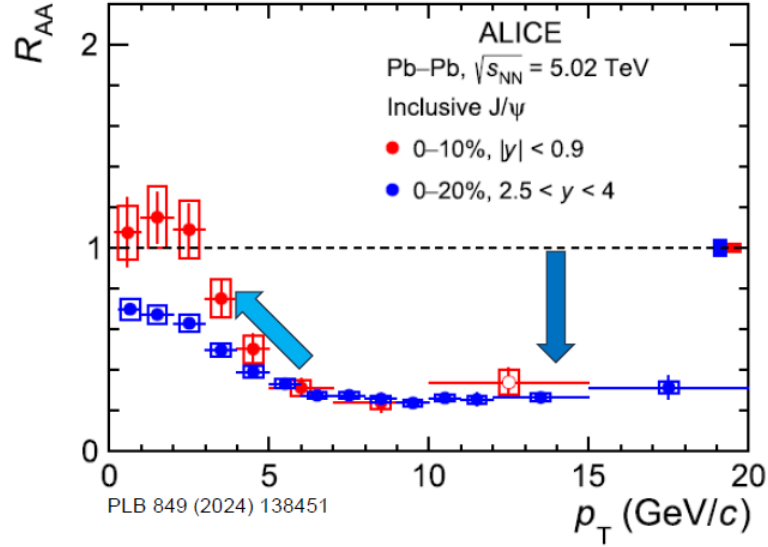 R_AA
2
1
0
ALICE
Pb–Pb, √s_NN = 5.02 TeV
Inclusive J/ψ
0–10%, |y| < 0.9
0–20%, 2.5 < y < 4
0 5 10 15 20
PLB 849 (2024) 138451
p_T (GeV/c)